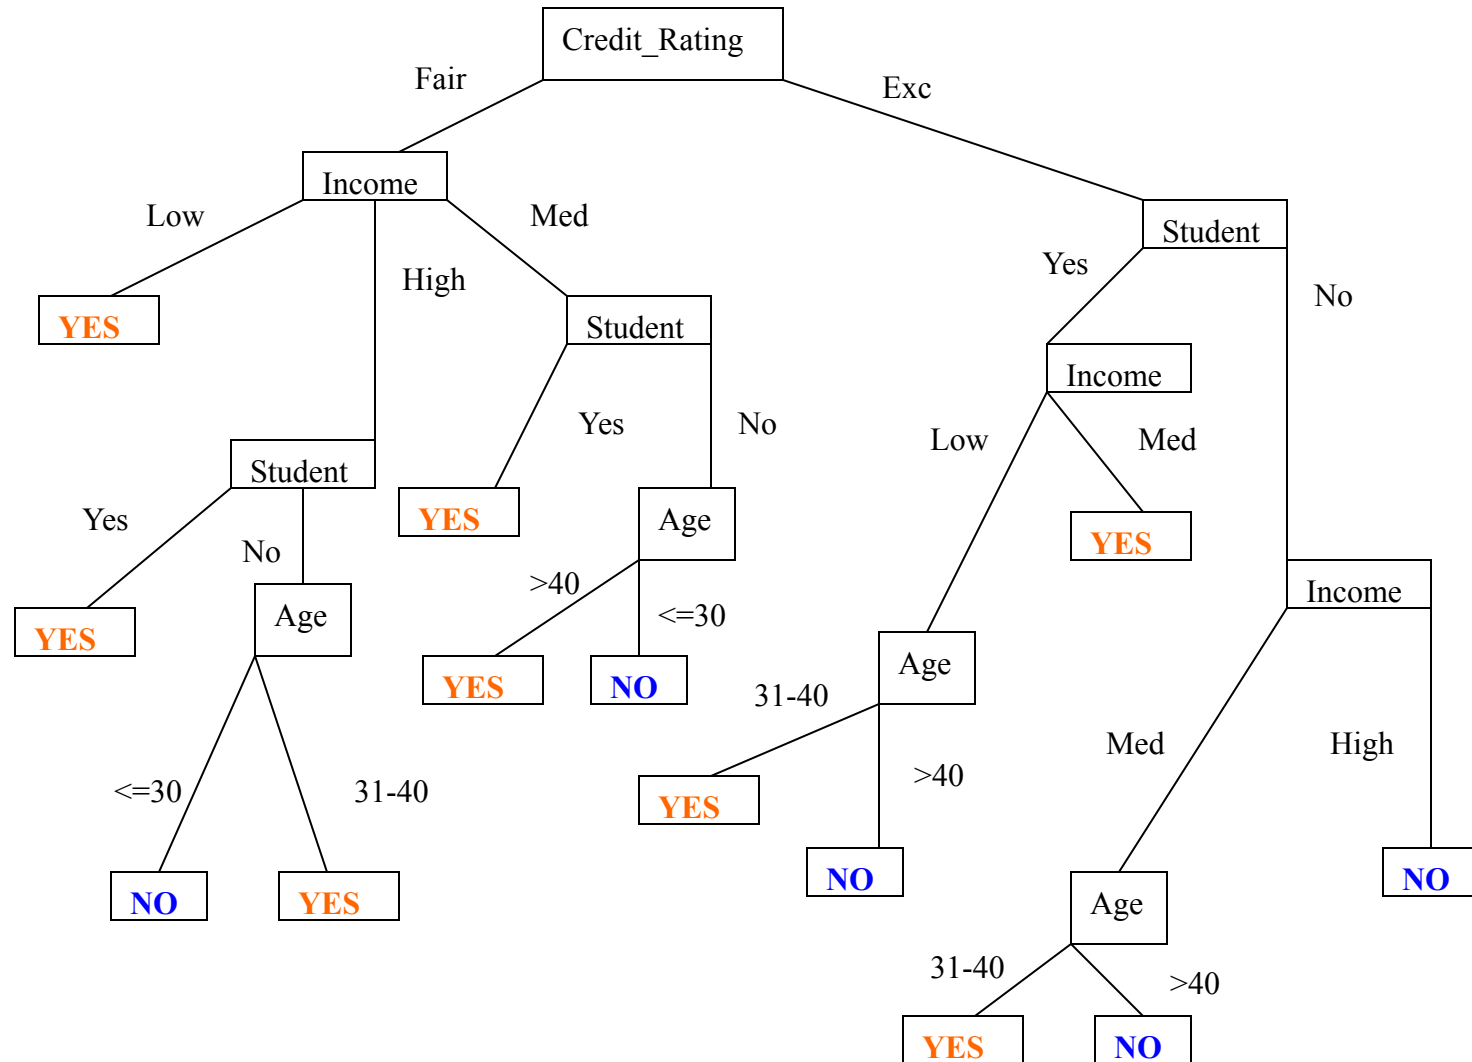 Credit_Rating
Fair
Exc
Income
Low
Med
Student
Yes
High
No
YES
Student
Income
Yes
No
Low
Med
Student
YES
Age
Yes
YES
No
>40
<=30
Income
YES
Age
Age
YES
NO
31-40
Med
High
<=30
31-40
>40
YES
NO
NO
YES
NO
Age
31-40
>40
YES
NO